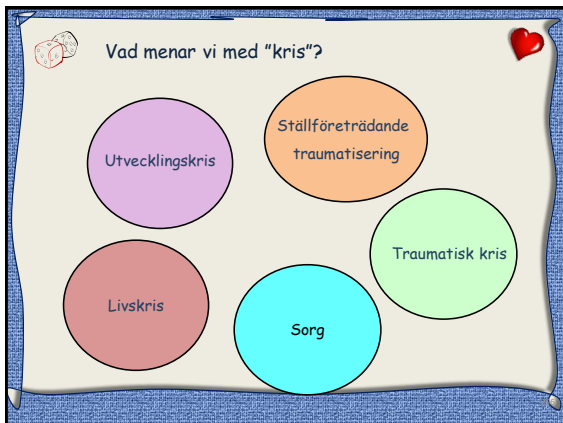 Vad menar vi med "kris"?
Ställföreträdande
traumatisering
Utvecklingskris
Traumatisk kris
Livskris
Sorg